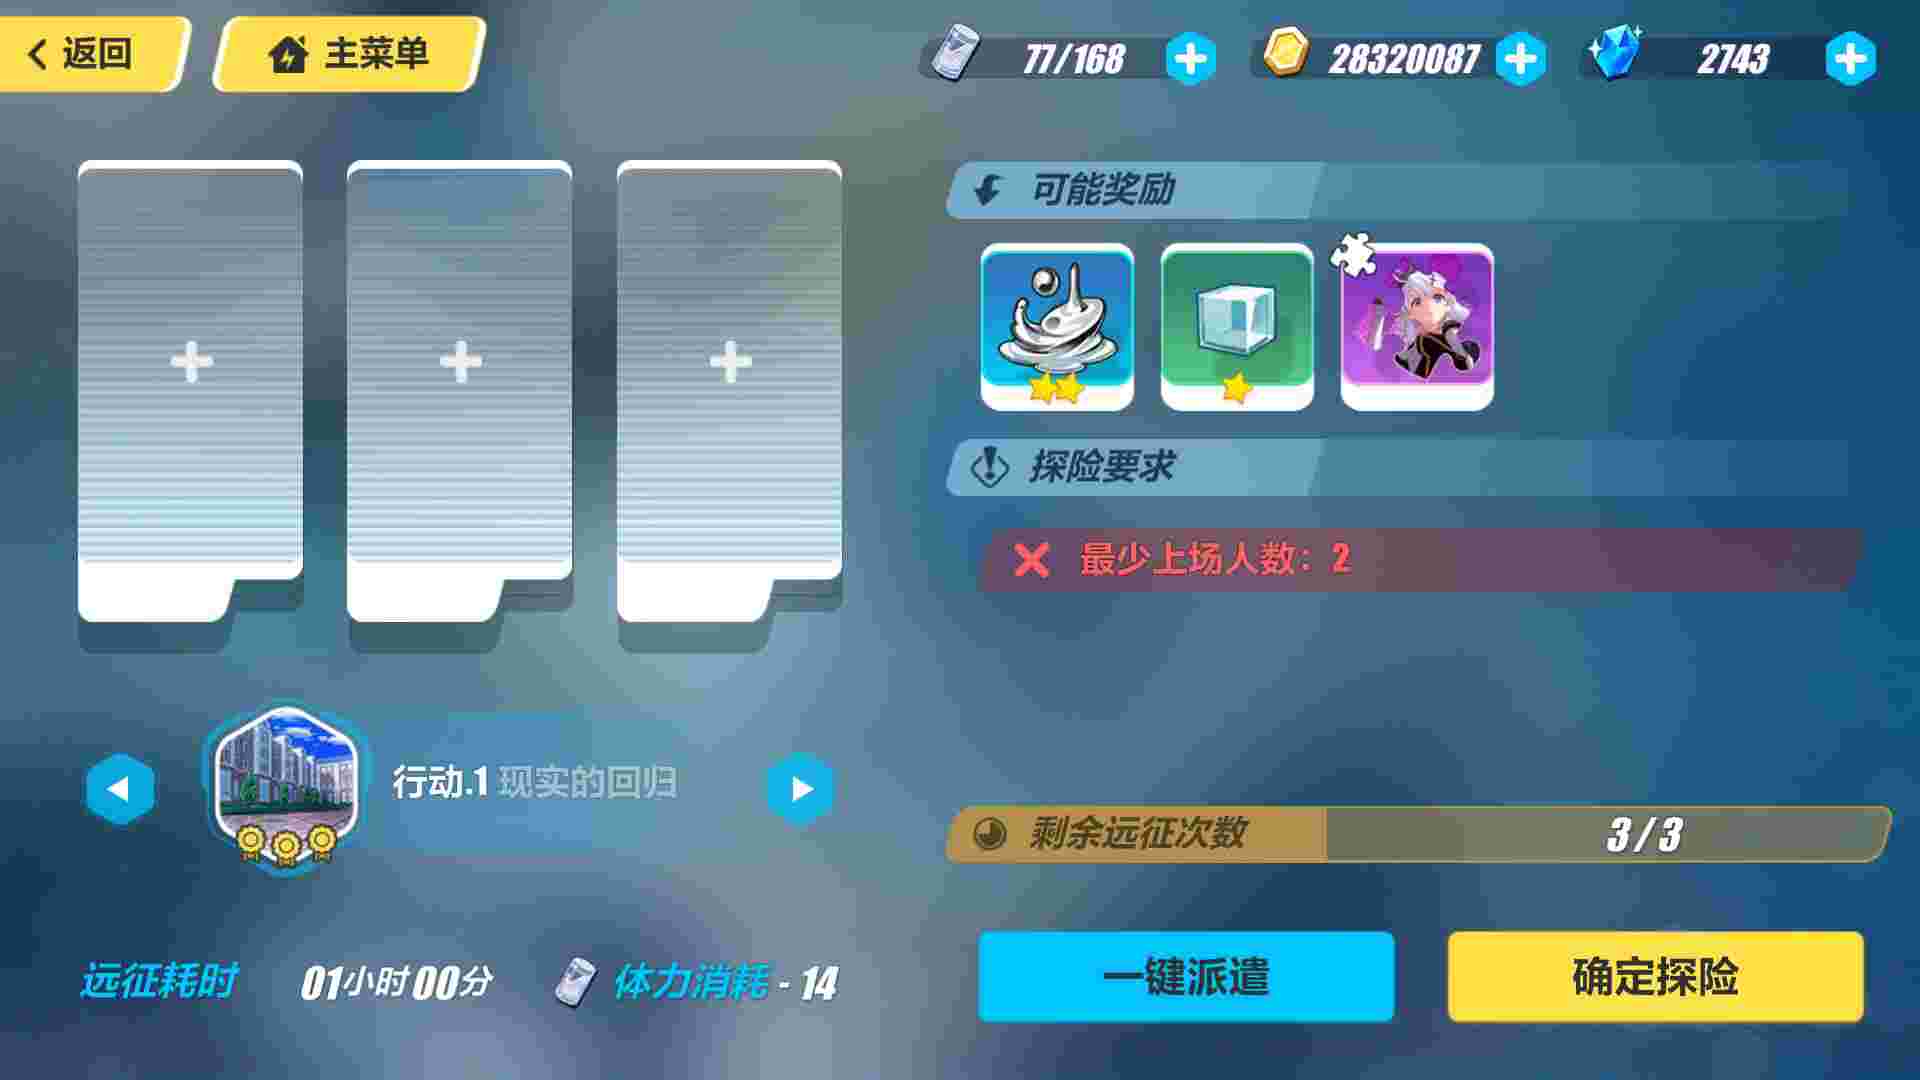 返回
主菜单
77/168
28320087
2743
可能奖励
探险要求
最少上场人数：2
行动.1 现实的回归
剩余远征次数
3/3
远征耗时
01小时00分
体力消耗 - 14
一键派遣
确定探险